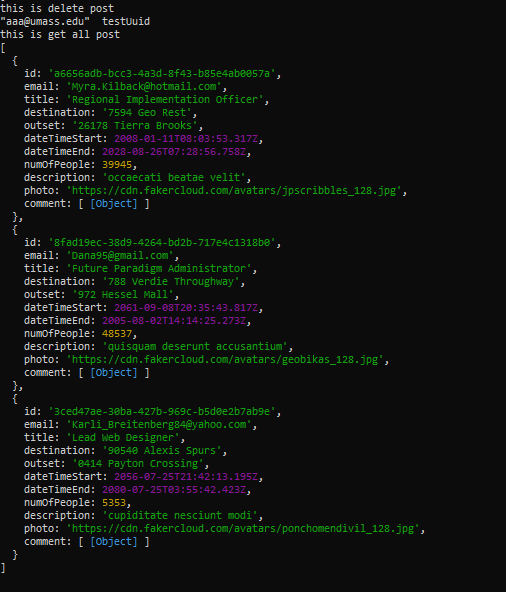 this is delete post
"aaa@umass.edu"  testUuid
this is get all post
[
  {
    id: 'a6656adb-bcc3-4a3d-8f43-b85e4ab0057a',
    email: 'Myra.Kilback@hotmail.com',
    title: 'Regional Implementation Officer',
    destination: '7594 Geo Rest',
    outset: '26178 Tierra Brooks',
    dateTimeStart: 2008-01-11T08:03:53.317Z,
    dateTimeEnd: 2028-08-26T07:28:56.758Z,
    numOfPeople: 39945,
    description: 'occaecati beatae velit',
    photo: 'https://cdn.fakercloud.com/avatars/jpscribbles_128.jpg',
    comment: [ [Object] ]
  },
  {
    id: '8fad19ec-38d9-4264-bd2b-717e4c1318b0',
    email: 'Dana95@gmail.com',
    title: 'Future Paradigm Administrator',
    destination: '788 Verdie Throughway',
    outset: '972 Hessel Mall',
    dateTimeStart: 2061-09-08T20:35:43.817Z,
    dateTimeEnd: 2005-08-02T14:14:25.273Z,
    numOfPeople: 48537,
    description: 'quisquam deserunt accusantium',
    photo: 'https://cdn.fakercloud.com/avatars/geobikas_128.jpg',
    comment: [ [Object] ]
  },
  {
    id: '3ced47ae-30ba-427b-969c-b5d0e2b7ab9e',
    email: 'Karli_Breitenberg84@yahoo.com',
    title: 'Lead Web Designer',
    destination: '90540 Alexis Spurs',
    outset: '0414 Payton Crossing',
    dateTimeStart: 2056-07-25T21:42:13.195Z,
    dateTimeEnd: 2080-07-25T03:55:42.423Z,
    numOfPeople: 5353,
    description: 'cupiditate nesciunt modi',
    photo: 'https://cdn.fakercloud.com/avatars/ponchomendivil_128.jpg',
    comment: [ [Object] ]
  }
]